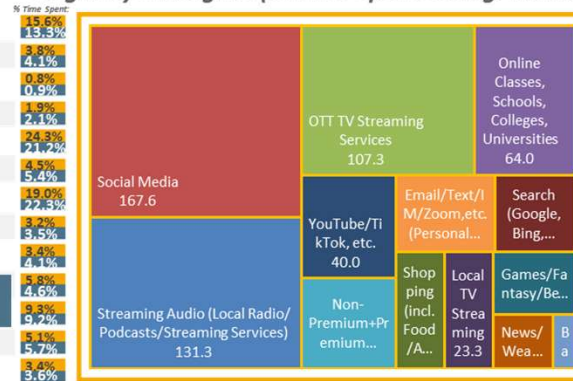 % Time Spent:
15.6%
13.3%
3.8%
4.1%
0.8%
0.9%
1.9%
2.1%
24.3%
21.2%
4.5%
5.4%
19.0%
22.3%
3.2%
3.5%
3.4%
4.1%
5.8%
4.6%
9.3%
9.2%
5.1%
5.7%
3.4%
3.6%
Social Media
167.6
Streaming Audio (Local Radio/
Podcasts/Streaming Services)
131.3
OTT TV Streaming
Services
107.3
Online
Classes,
Schools,
Colleges,
Universities
64.0
YouTube/Ti
kTok, etc.
40.0
Email/Text/I
M/Zoom,etc.
(Personal...
Search
(Google,
Bing,...
Non-
Premium+Pr
emium...
Shop
ping
(incl.
Food
/A...
Local
TV
Strea
ming
23.3
Games/Fa
ntasy/Be...
News/
Wea...
B
a